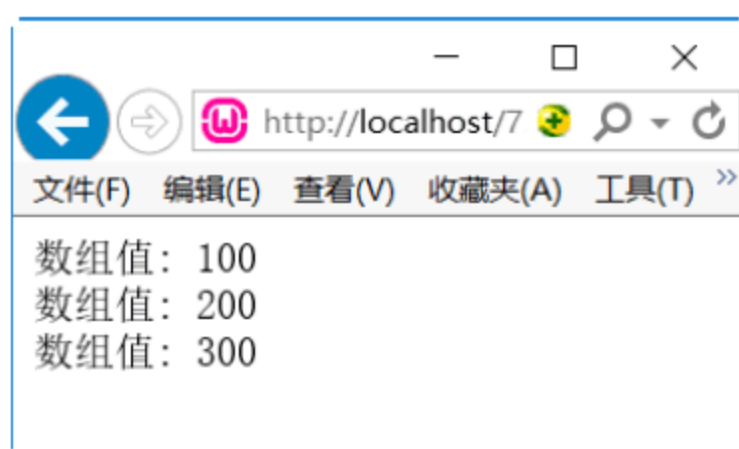 http://localhost/7
文件(F) 编辑(E) 查看(V) 收藏夹(A) 工具(T) »
数组值: 100
数组值: 200
数组值: 300